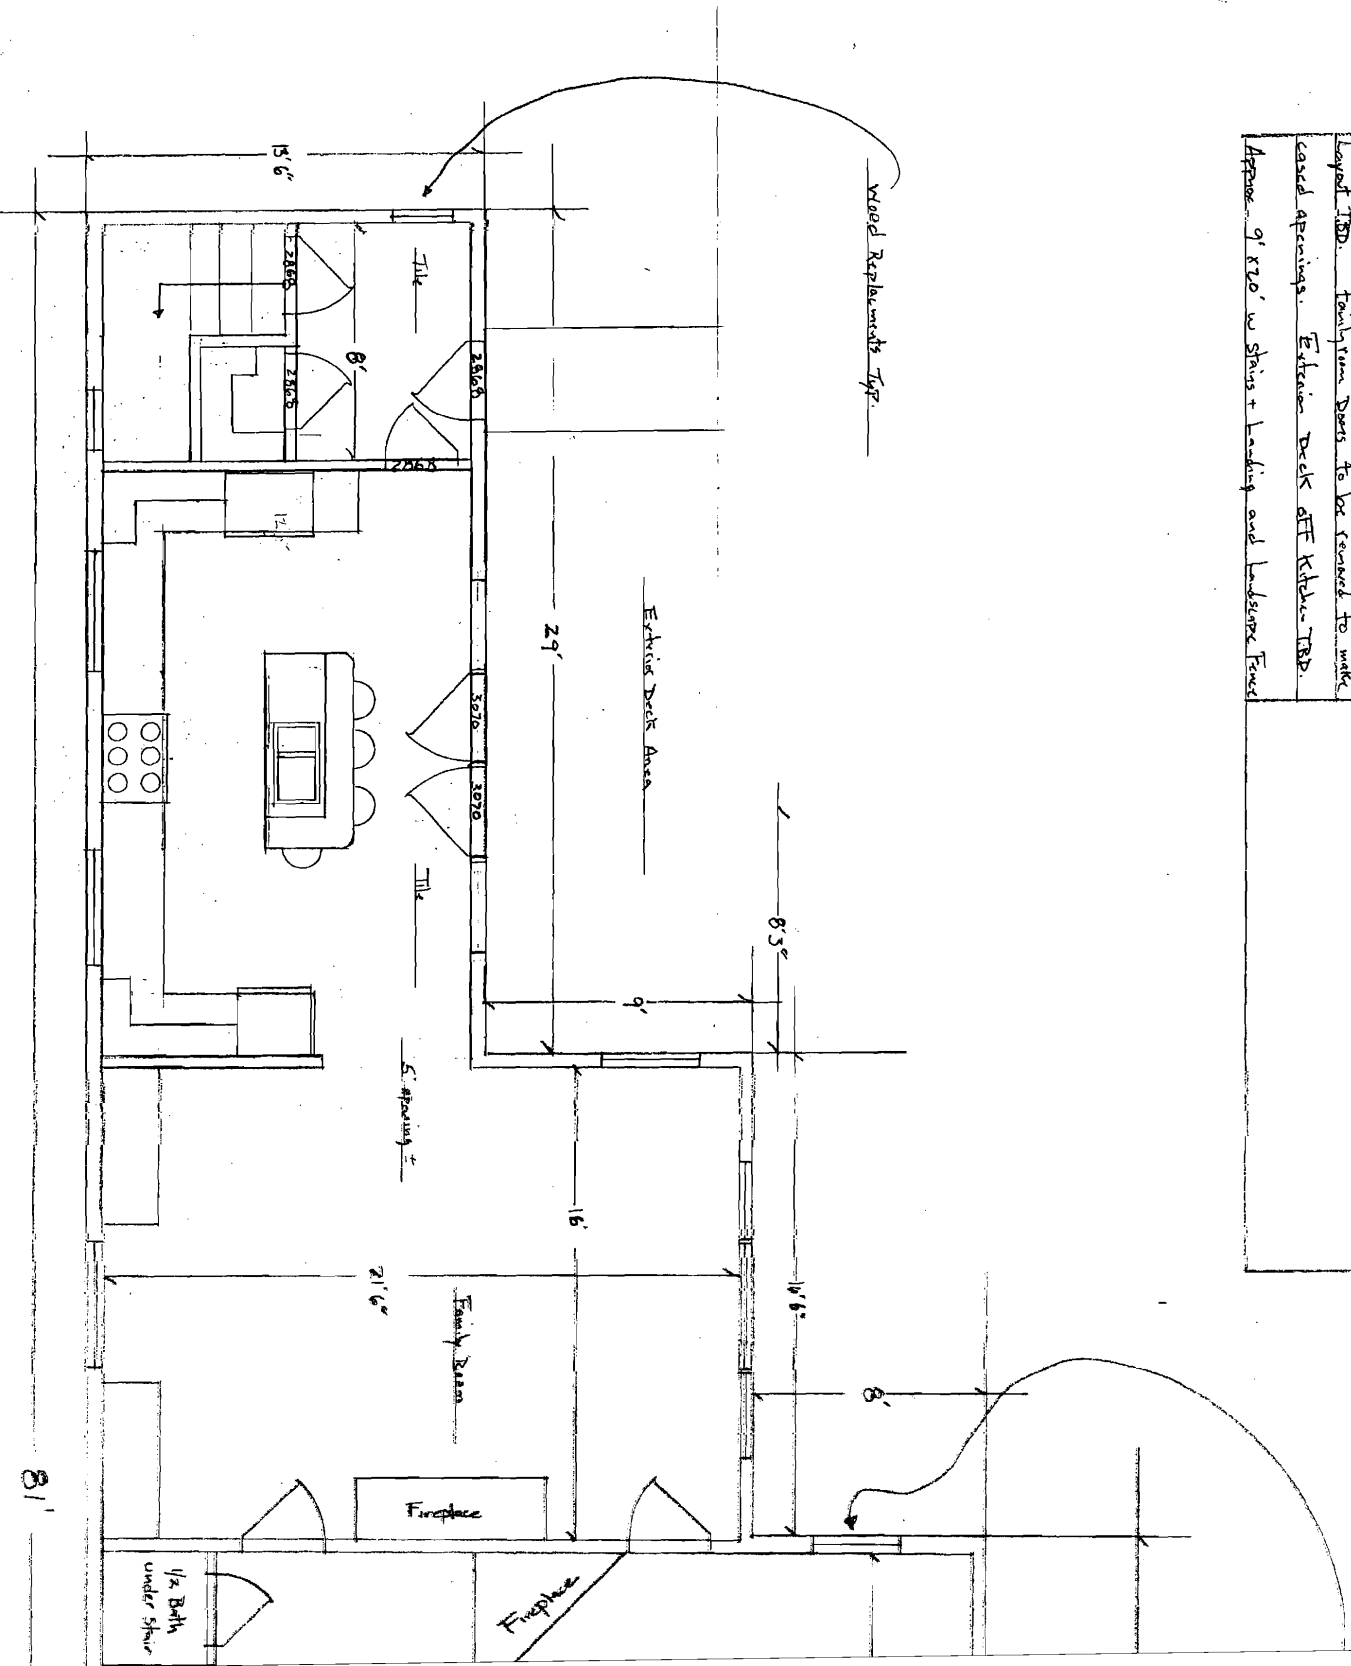 Layout T.B.D. family room Doors to be removed to make
cased openings. Exterior Deck off Kitchen T.B.D.
Approx 9' x 20' w stairs + Landing and Landscape Fence
Wood Replacements Typ.
13'6"
Tile
2868
8'
2868
2868
2868
29'
Exterior Deck Area
3070
3070
Tile
8'3"
9'
5' opening ±
16'
16'6"
21'6"
Family Room
8'
Fireplace
Fireplace
1/2 Bath
under stair
81'